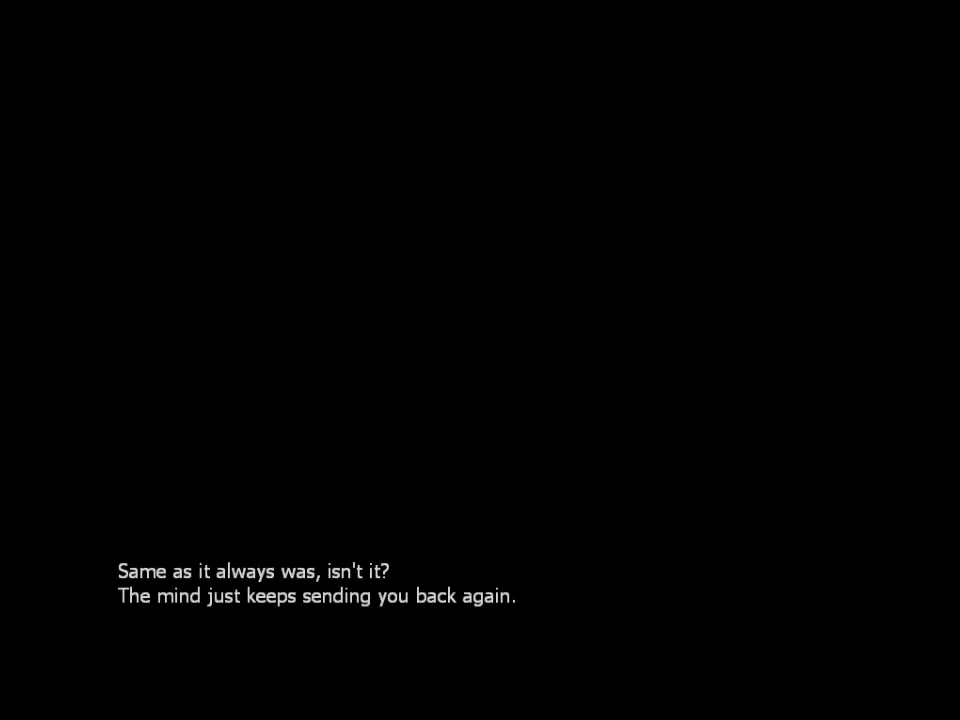 Same as it always was, isn't it?
The mind just keeps sending you back again.